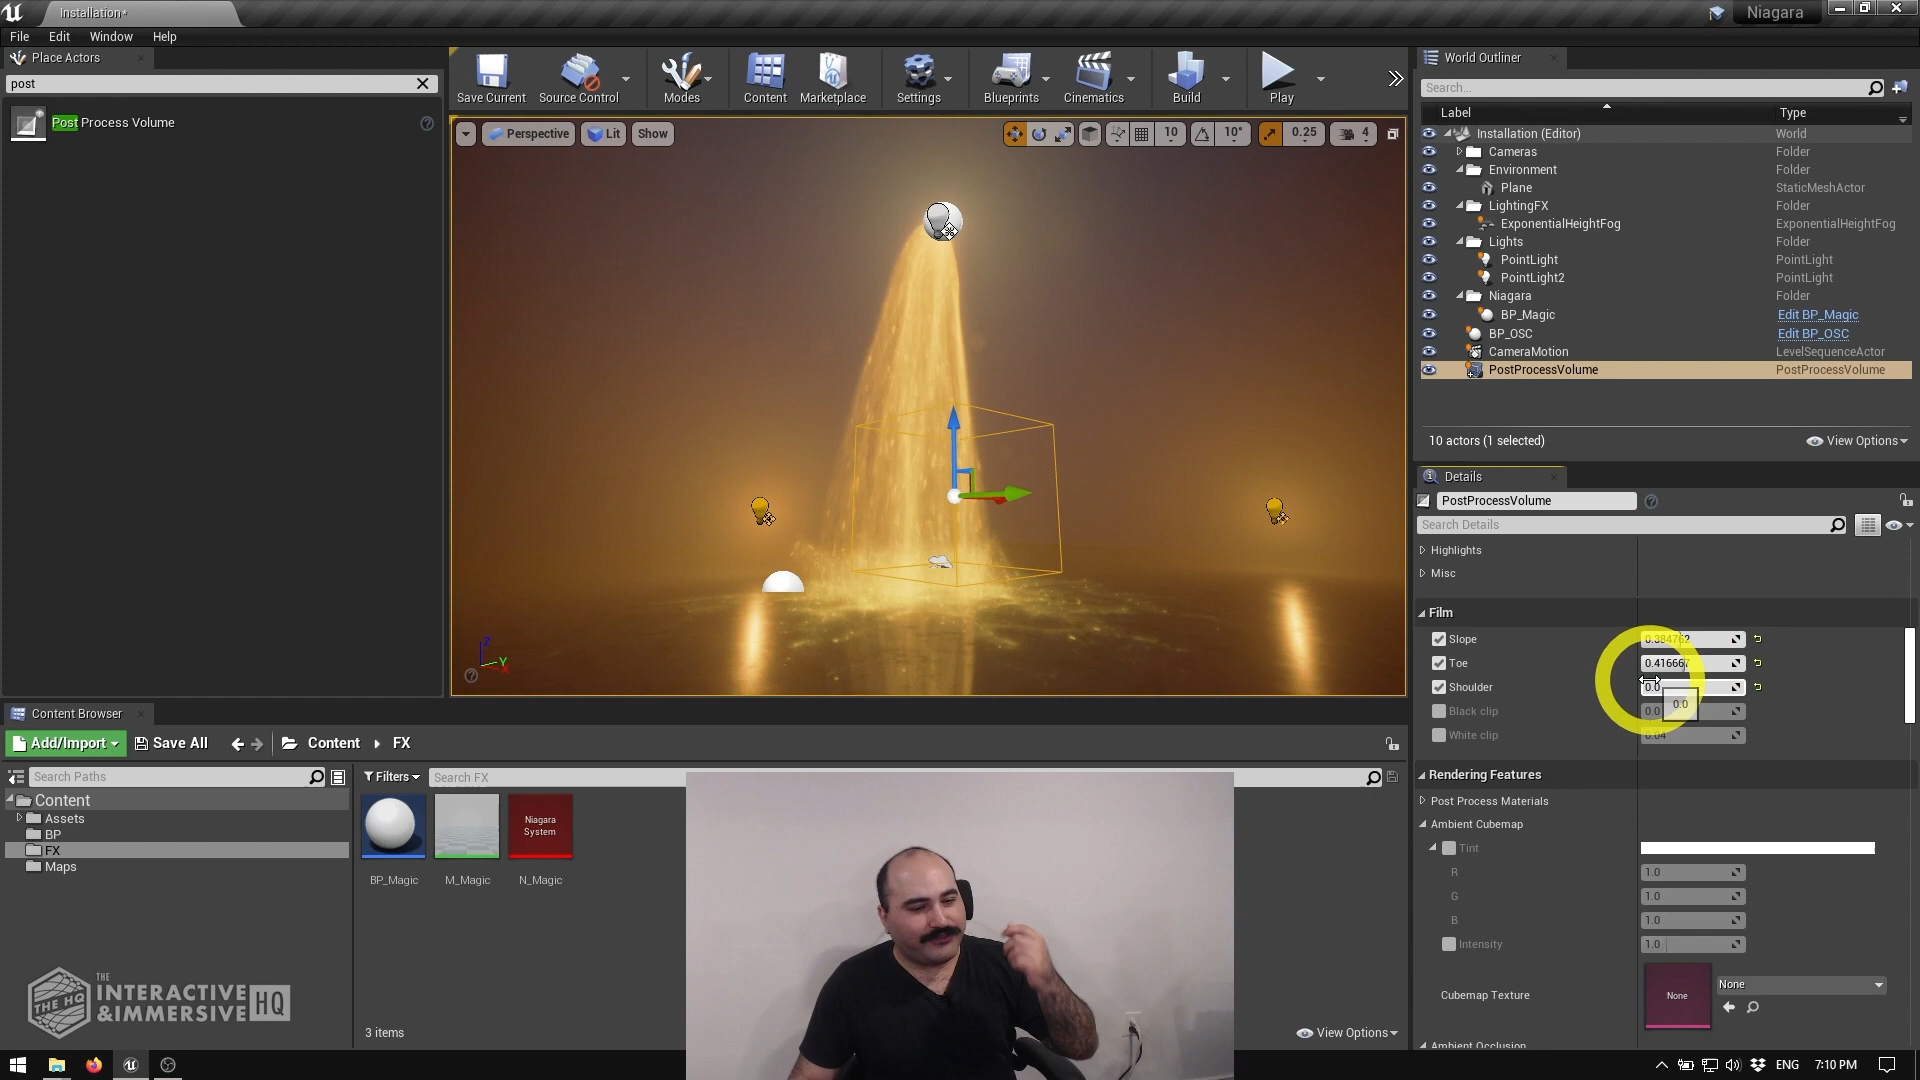 Installation*
Niagara
File Edit Window Help
Place Actors
post
Post Process Volume
Save Current
Source Control
Modes
Content
Marketplace
Settings
Blueprints
Cinematics
Build
Play
Perspective
Lit
Show
10
10°
0.25
4
Z
Y
X
World Outliner
Search...
Label Type
Installation (Editor) World
Cameras Folder
Environment Folder
Plane StaticMeshActor
LightingFX Folder
ExponentialHeightFog ExponentialHeightFog
Lights Folder
PointLight PointLight
PointLight2 PointLight
Niagara Folder
BP_Magic Edit BP_Magic
BP_OSC Edit BP_OSC
CameraMotion LevelSequenceActor
PostProcessVolume PostProcessVolume
10 actors (1 selected)
View Options
Details
PostProcessVolume
Search Details
Highlights
Misc
Film
Slope 0.384762
Toe 0.416667
Shoulder 0.0
0.0
Black clip 0.0
White clip 0.04
Rendering Features
Post Process Materials
Ambient Cubemap
Tint
R 1.0
G 1.0
B 1.0
Intensity 1.0
Cubemap Texture None None
Ambient Occlusion
Content Browser
Add/Import Save All Content FX
Search Paths
Content
Assets
BP
FX
Maps
Filters
Search FX
Niagara
System
BP_Magic
M_Magic
N_Magic
3 items
View Options
THE HQ
THE
INTERACTIVE
&IMMERSIVE HQ
ENG
7:10 PM